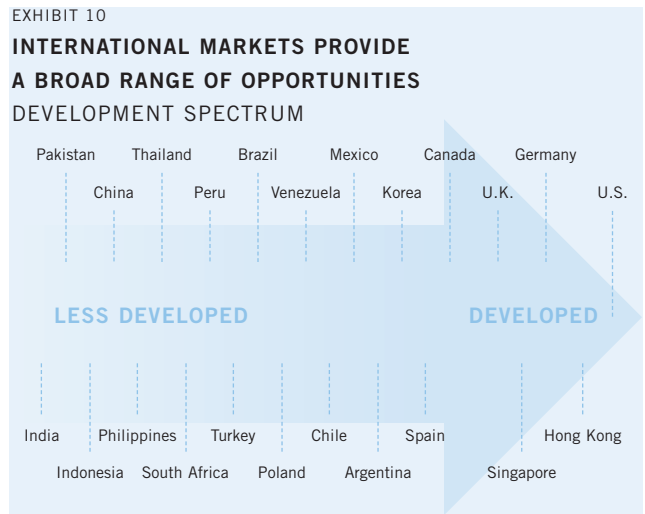 EXHIBIT 10
INTERNATIONAL MARKETS PROVIDE
A BROAD RANGE OF OPPORTUNITIES
DEVELOPMENT SPECTRUM
Pakistan Thailand Brazil Mexico Canada Germany
China Peru Venezuela Korea U.K. U.S.
LESS DEVELOPED DEVELOPED
India Philippines Turkey Chile Spain Hong Kong
Indonesia South Africa Poland Argentina Singapore